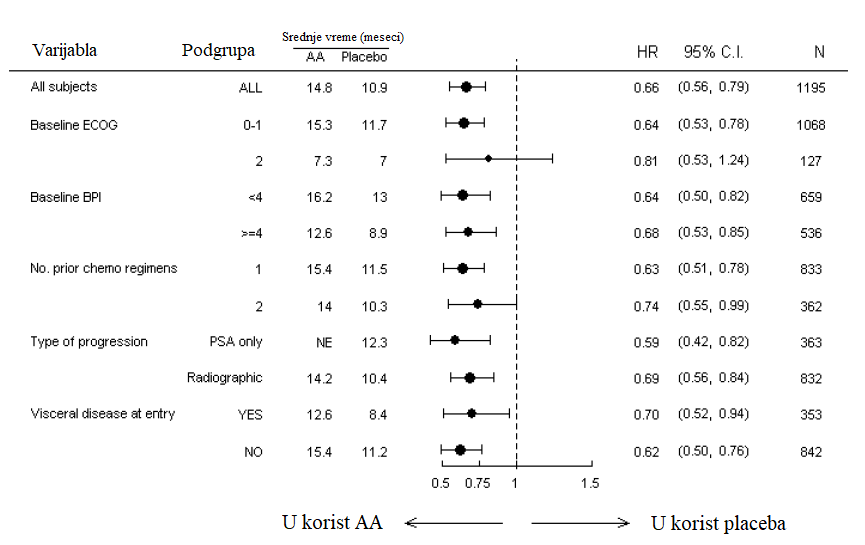 Srednje vreme (meseci)
Varijabla Podgrupa AA Placebo HR 95% C.I. N
All subjects ALL 14.8 10.9 0.66 (0.56, 0.79) 1195
Baseline ECOG 0-1 15.3 11.7 0.64 (0.53, 0.78) 1068
2 7.3 7 0.81 (0.53, 1.24) 127
Baseline BPI <4 16.2 13 0.64 (0.50, 0.82) 659
>=4 12.6 8.9 0.68 (0.53, 0.85) 536
No. prior chemo regimens 1 15.4 11.5 0.63 (0.51, 0.78) 833
2 14 10.3 0.74 (0.55, 0.99) 362
Type of progression PSA only NE 12.3 0.59 (0.42, 0.82) 363
Radiographic 14.2 10.4 0.69 (0.56, 0.84) 832
Visceral disease at entry YES 12.6 8.4 0.70 (0.52, 0.94) 353
NO 15.4 11.2 0.62 (0.50, 0.76) 842
0.5 0.75 1 1.5
U korist AA U korist placeba